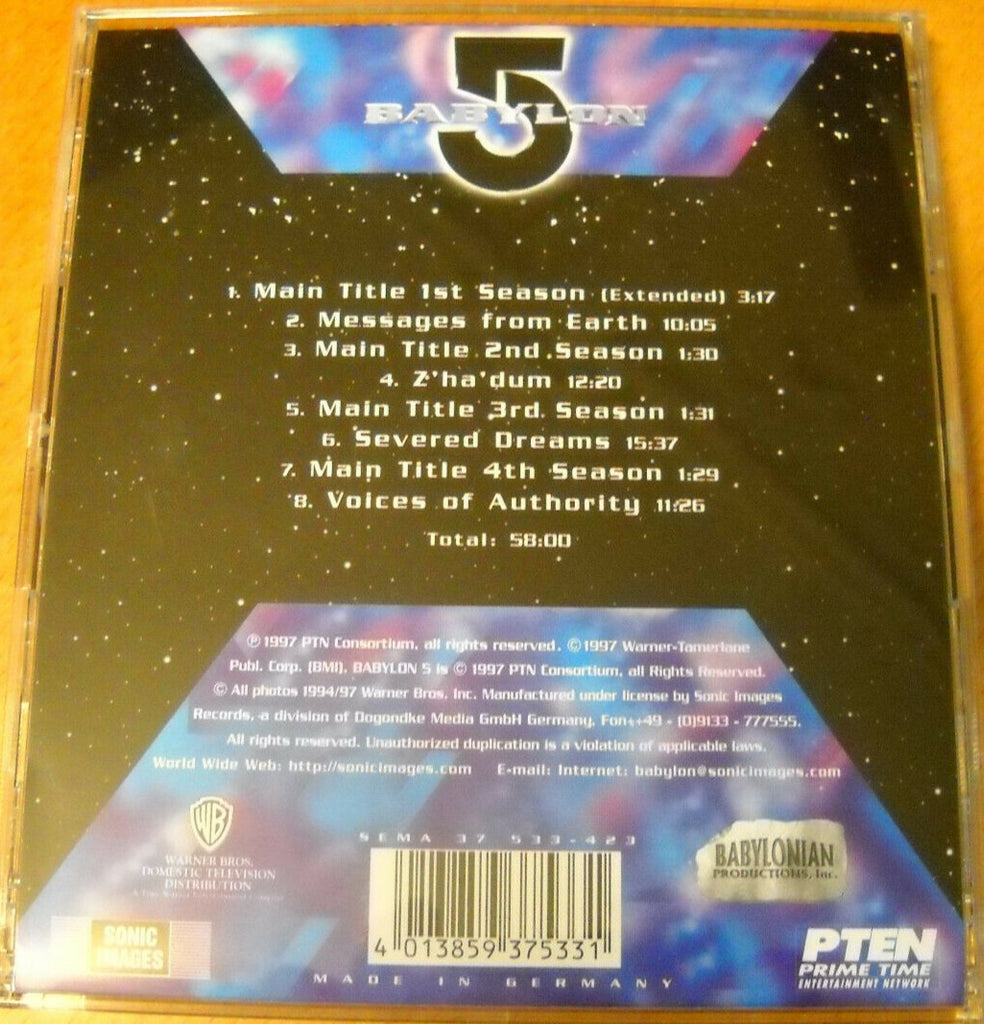 BABYLON 5
1. Main Title 1st Season (Extended) 3:17
2. Messages from Earth 10:05
3. Main Title 2nd Season 1:30
4. Z'ha'dum 12:20
5. Main Title 3rd Season 1:31
6. Severed Dreams 15:37
7. Main Title 4th Season 1:29
8. Voices of Authority 11:26
Total: 58:00
℗ 1997 PTN Consortium, all rights reserved. © 1997 Warner-Tamerlane
Publ. Corp. (BMI). BABYLON 5 is © 1997 PTN Consortium, all Rights Reserved.
© All photos 1994/97 Warner Bros. Inc. Manufactured under license by Sonic Images
Records, a division of Dogondke Media GmbH Germany. Fon++49 - (0)9133 - 777555.
All rights reserved. Unauthorized duplication is a violation of applicable laws.
World Wide Web: http://sonicimages.com E-mail: Internet: babylon@sonicimages.com
SEMA 37 533-423
WB
WARNER BROS.
DOMESTIC TELEVISION
DISTRIBUTION
A Time Warner Entertainment Company
BABYLONIAN
PRODUCTIONS, Inc.
SONIC
IMAGES
4 013859 375331
PTEN
PRIME TIME
ENTERTAINMENT NETWORK
MADE IN GERMANY